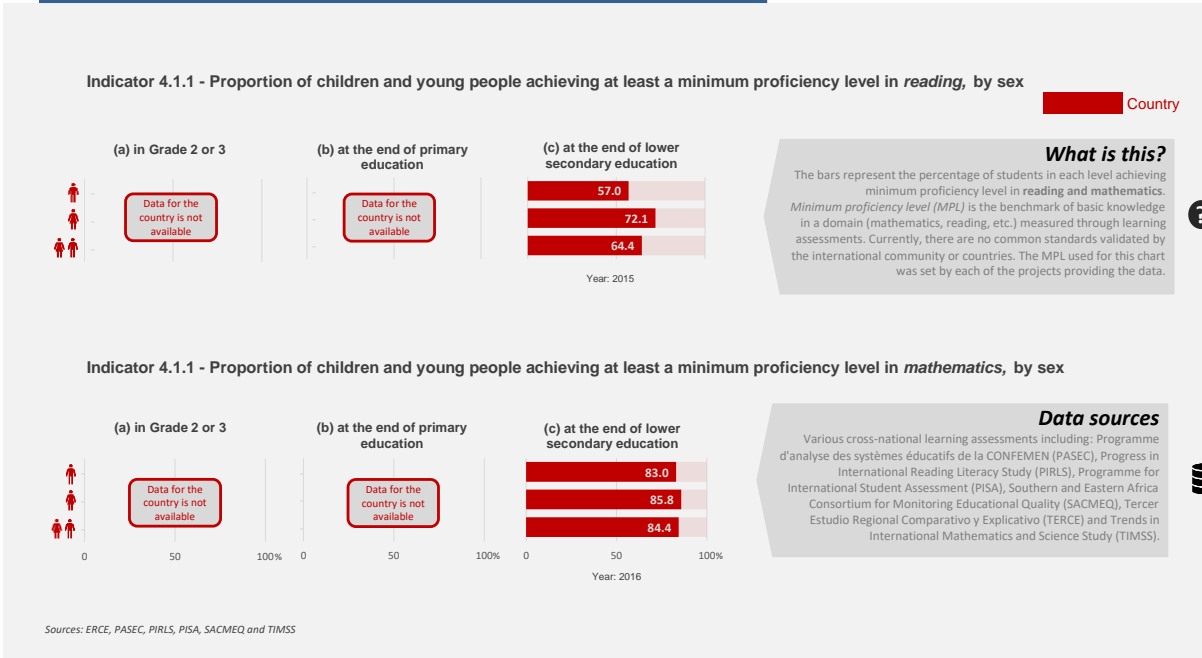 Indicator 4.1.1 - Proportion of children and young people achieving at least a minimum proficiency level in reading, by sex
Country
(a) in Grade 2 or 3
Data for the
country is not
available
(b) at the end of primary
education
Data for the
country is not
available
(c) at the end of lower
secondary education
57.0
72.1
64.4
Year: 2015
What is this?
The bars represent the percentage of students in each level achieving
minimum proficiency level in reading and mathematics.
Minimum proficiency level (MPL) is the benchmark of basic knowledge
in a domain (mathematics, reading, etc.) measured through learning
assessments. Currently, there are no common standards validated by
the international community or countries. The MPL used for this chart
was set by each of the projects providing the data.
?
Indicator 4.1.1 - Proportion of children and young people achieving at least a minimum proficiency level in mathematics, by sex
(a) in Grade 2 or 3
Data for the
country is not
available
0 50 100%
(b) at the end of primary
education
Data for the
country is not
available
0 50 100%
(c) at the end of lower
secondary education
83.0
85.8
84.4
0 50 100%
Year: 2016
Data sources
Various cross-national learning assessments including: Programme
d'analyse des systèmes éducatifs de la CONFEMEN (PASEC), Progress in
International Reading Literacy Study (PIRLS), Programme for
International Student Assessment (PISA), Southern and Eastern Africa
Consortium for Monitoring Educational Quality (SACMEQ), Tercer
Estudio Regional Comparativo y Explicativo (TERCE) and Trends in
International Mathematics and Science Study (TIMSS).
Sources: ERCE, PASEC, PIRLS, PISA, SACMEQ and TIMSS